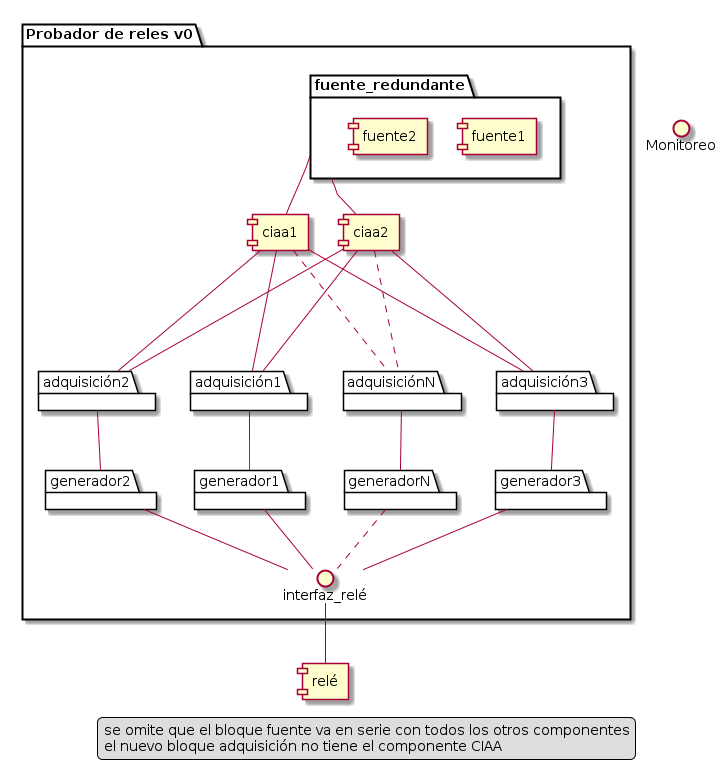 Probador de reles v0
fuente_redundante
fuente2
fuente1
Monitoreo
ciaa1
ciaa2
adquisición2
adquisición1
adquisiciónN
adquisición3
generador2
generador1
generadorN
generador3
interfaz_relé
relé
se omite que el bloque fuente va en serie con todos los otros componentes
el nuevo bloque adquisición no tiene el componente CIAA